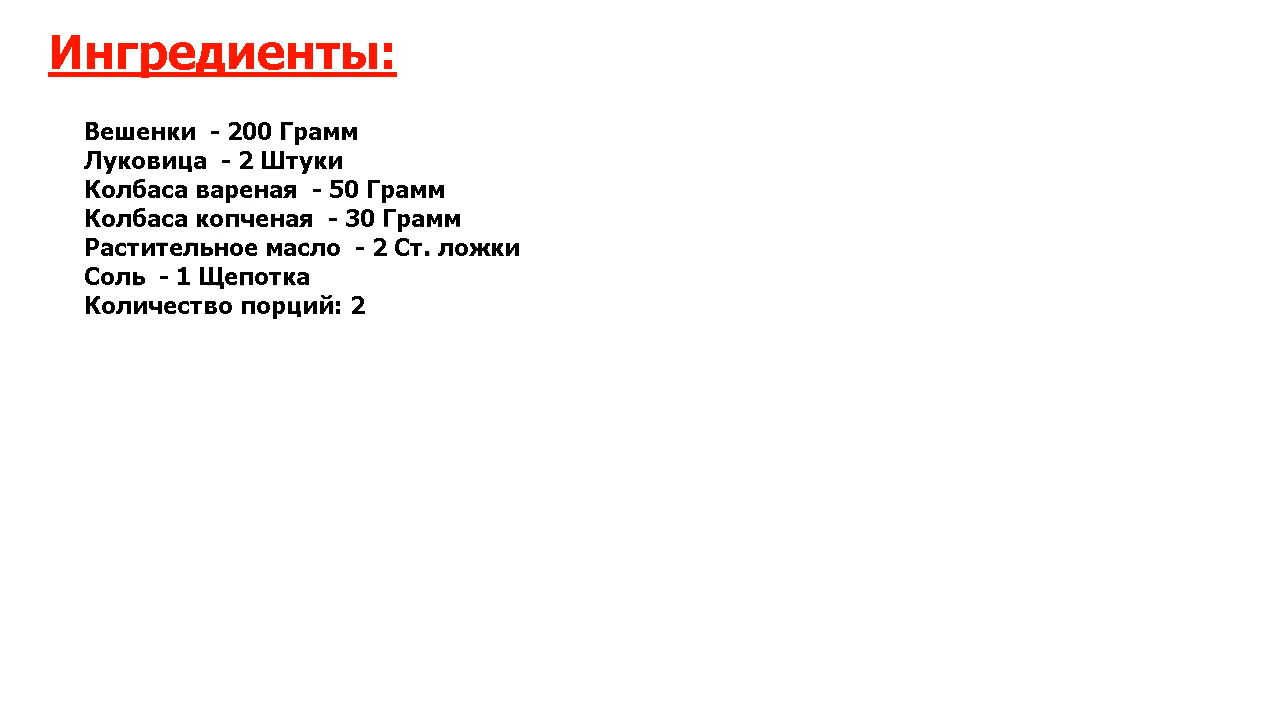 Ингредиенты:
Вешенки  - 200 Грамм
Луковица  - 2 Штуки
Колбаса вареная  - 50 Грамм
Колбаса копченая  - 30 Грамм
Растительное масло  - 2 Ст. ложки
Соль  - 1 Щепотка
Количество порций: 2